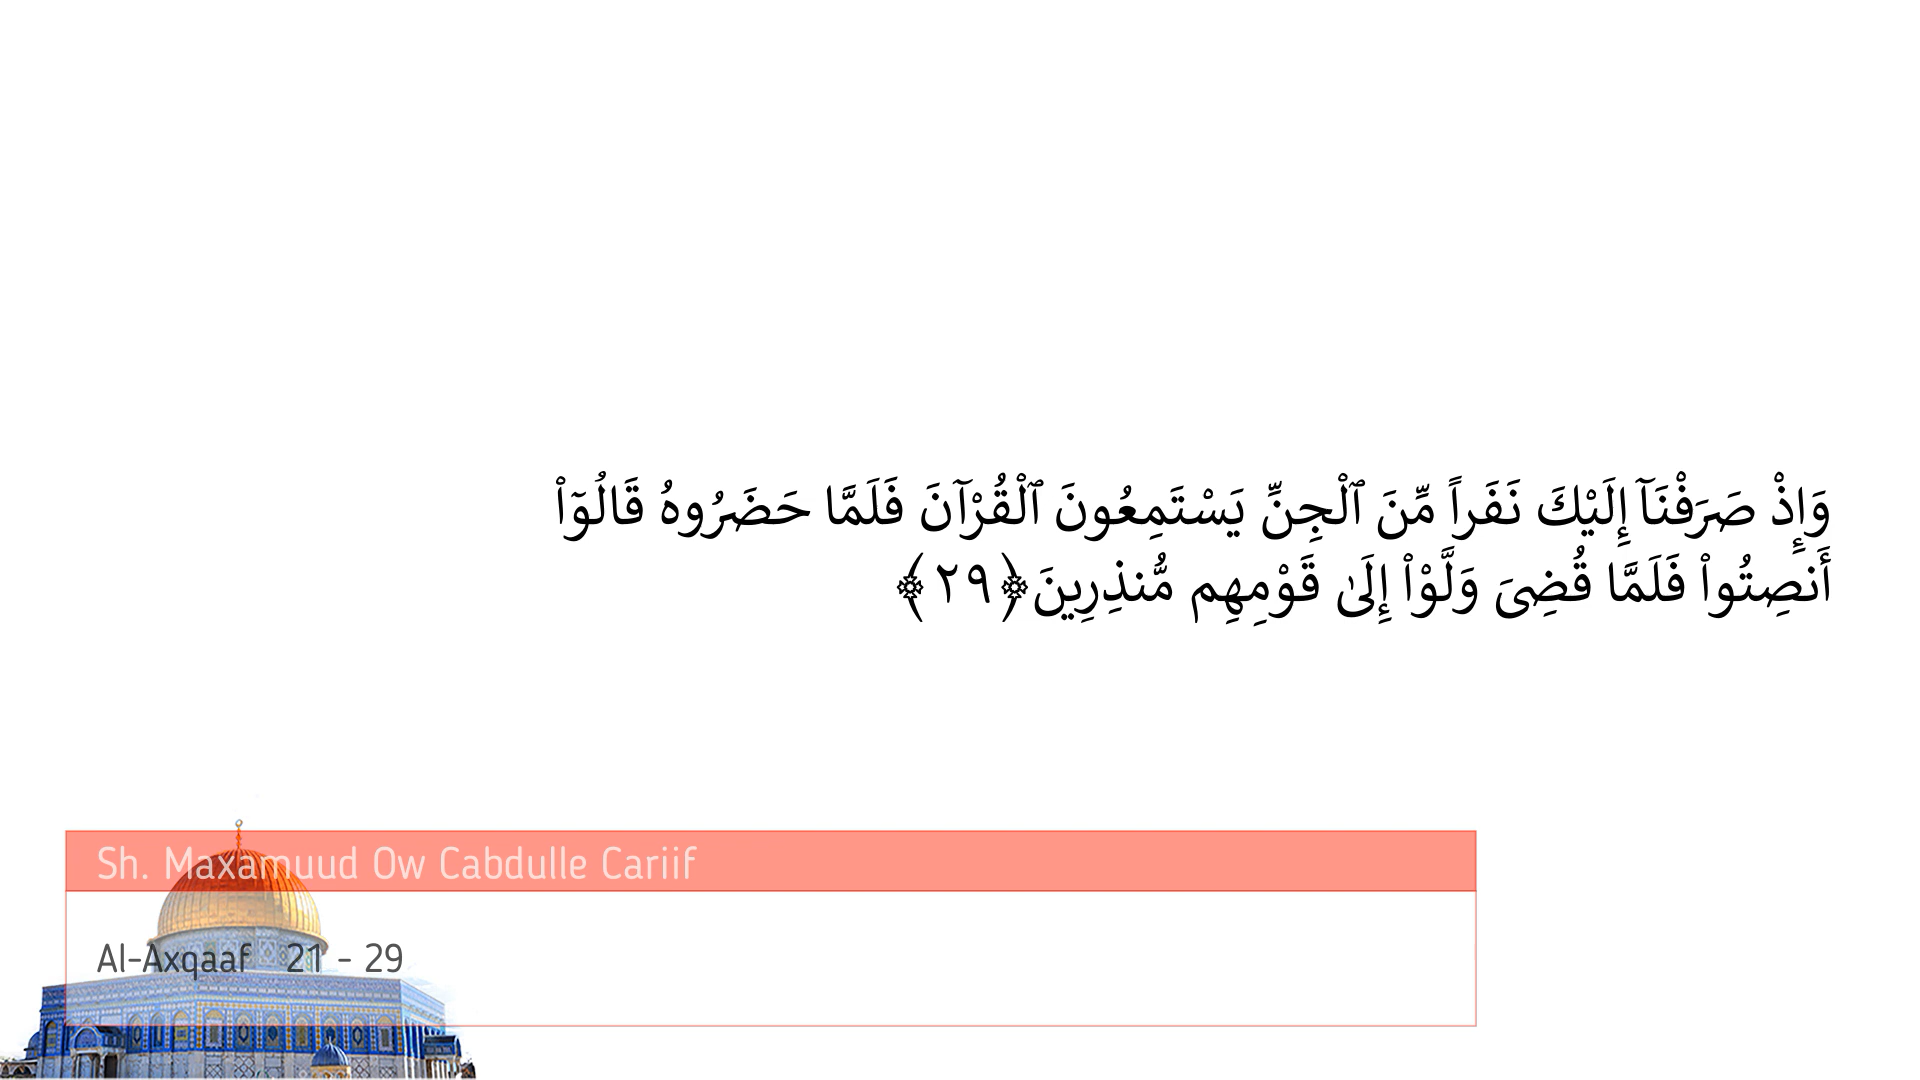 وَإِذْ صَرَفْنَآ إِلَيْكَ نَفَراً مِّنَ ٱلْجِنِّ يَسْتَمِعُونَ ٱلْقُرْآنَ فَلَمَّا حَضَرُوهُ قَالُوۤاْ
أَنصِتُواْ فَلَمَّا قُضِىَ وَلَّوْاْ إِلَىٰ قَوْمِهِم مُّنذِرِينَ ﴿٢٩﴾
Sh. Maxamuud Ow Cabdulle Cariif
Al-Axqaaf 21 - 29